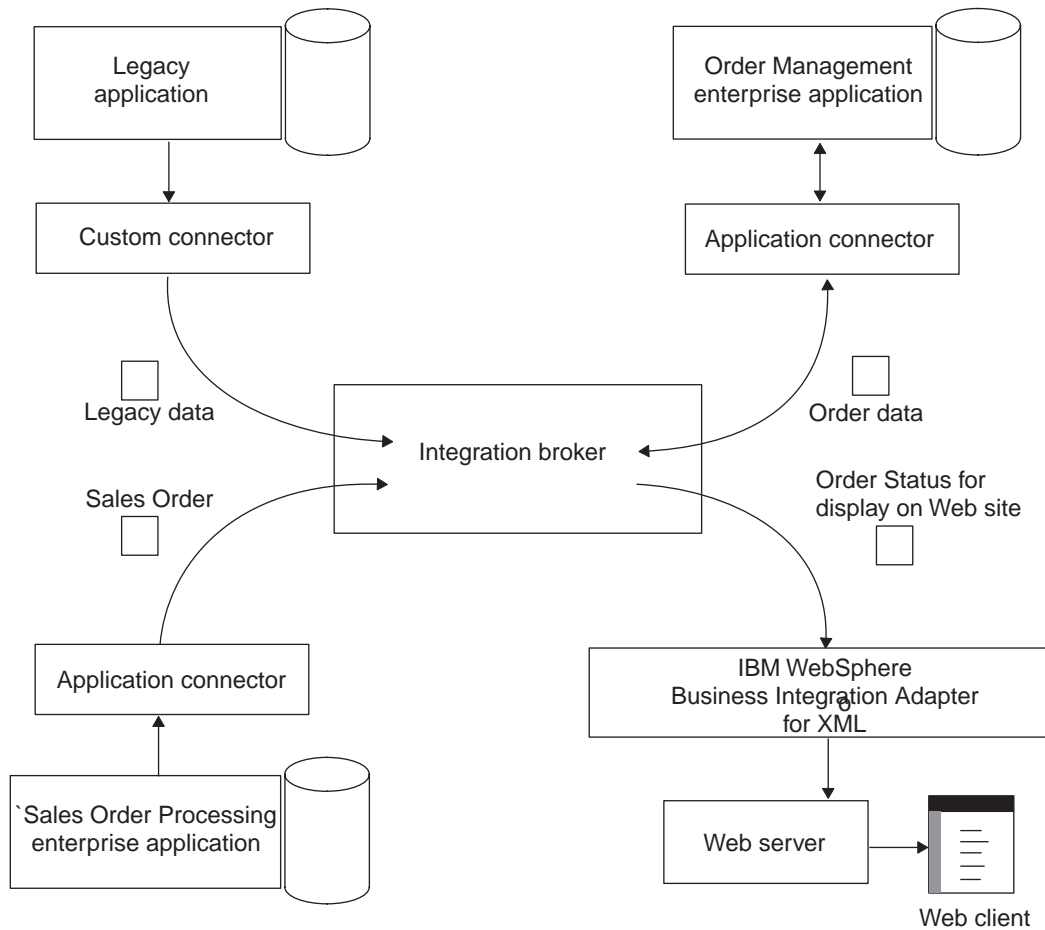 Legacy
application
Order Management
enterprise application
Custom connector
Application connector
Legacy data
Order data
Integration broker
Sales Order
Order Status for
display on Web site
Application connector
IBM WebSphere
Business Integration Adapter
o
for XML
`Sales Order Processing
enterprise application
Web server
Web client